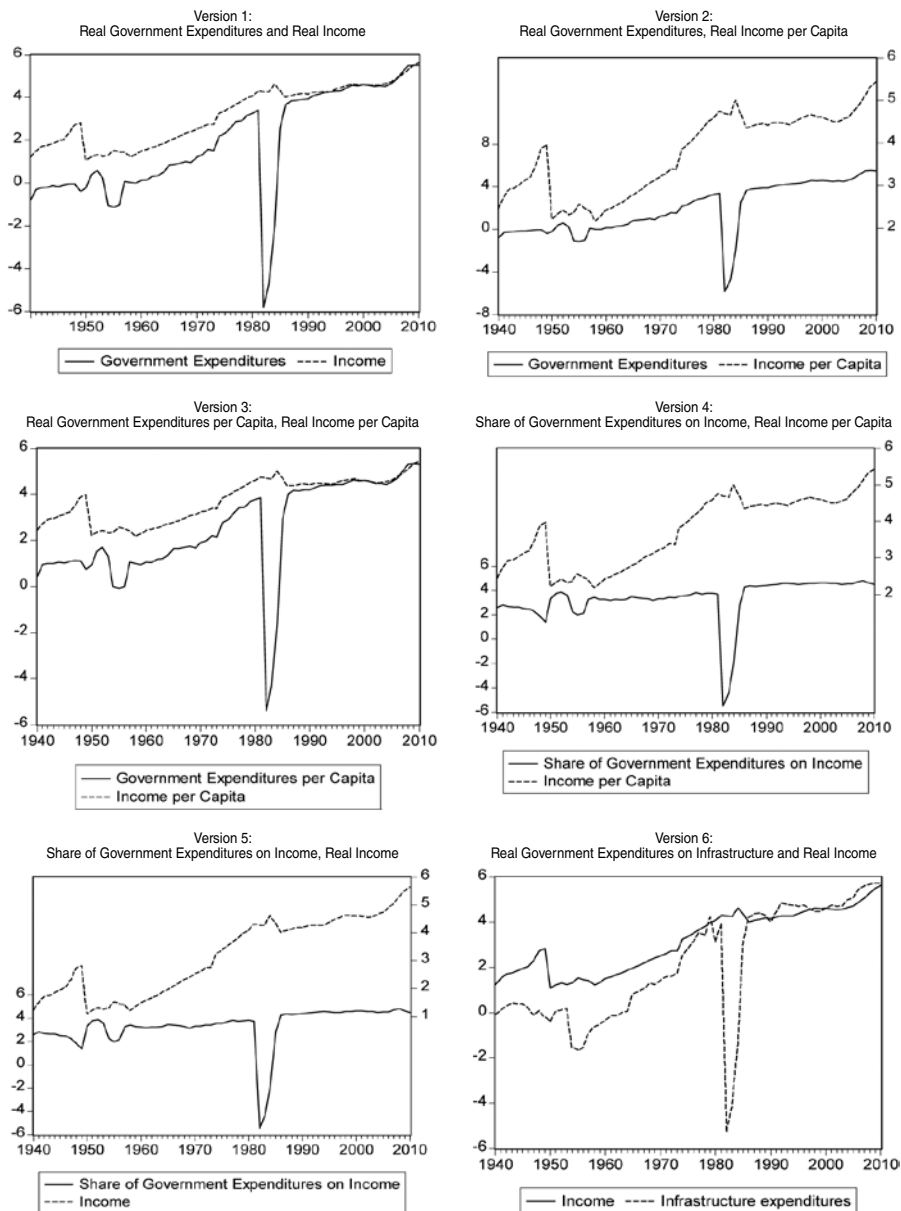 Version 1:
Real Government Expenditures and Real Income
6
4
2
0
-2
-4
-6
1950 1960 1970 1980 1990 2000 2010
Government Expenditures Income
Version 2:
Real Government Expenditures, Real Income per Capita
8
4
0
-4
-8
6
5
4
3
2
1940 1950 1960 1970 1980 1990 2000 2010
Government Expenditures Income per Capita
Version 3:
Real Government Expenditures per Capita, Real Income per Capita
6
4
2
0
-2
-4
-6
1940 1950 1960 1970 1980 1990 2000 2010
Government Expenditures per Capita
Income per Capita
Version 4:
Share of Government Expenditures on Income, Real Income per Capita
6
4
2
0
-2
-4
-6
6
5
4
3
2
1940 1950 1960 1970 1980 1990 2000 2010
Share of Government Expenditures on Income
Income per Capita
Version 5:
Share of Government Expenditures on Income, Real Income
6
4
2
0
-2
-4
-6
6
5
4
3
2
1
1940 1950 1960 1970 1980 1990 2000 2010
Share of Government Expenditures on Income
Income
Version 6:
Real Government Expenditures on Infrastructure and Real Income
6
4
2
0
-2
-4
-6
1940 1950 1960 1970 1980 1990 2000 2010
Income Infrastructure expenditures